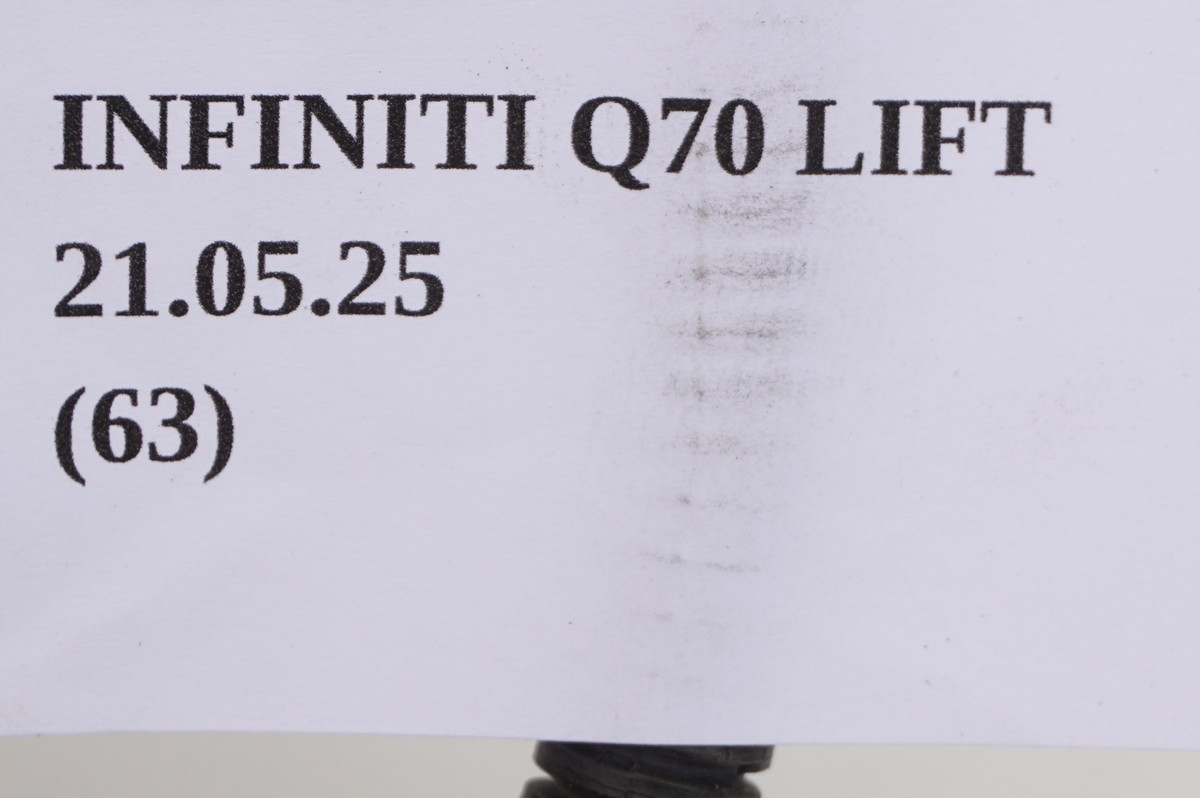 INFINITI Q70 LIFT
21.05.25
(63)